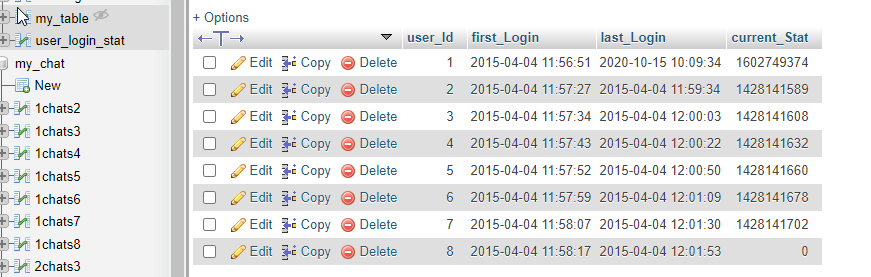 my_table
user_login_stat
my_chat
New
1chats2
1chats3
1chats4
1chats5
1chats6
1chats7
1chats8
2chats3
+ Options
user_Id first_Login last_Login current_Stat
Edit Copy Delete 1 2015-04-04 11:56:51 2020-10-15 10:09:34 1602749374
Edit Copy Delete 2 2015-04-04 11:57:27 2015-04-04 11:59:34 1428141589
Edit Copy Delete 3 2015-04-04 11:57:34 2015-04-04 12:00:03 1428141608
Edit Copy Delete 4 2015-04-04 11:57:43 2015-04-04 12:00:22 1428141632
Edit Copy Delete 5 2015-04-04 11:57:52 2015-04-04 12:00:50 1428141660
Edit Copy Delete 6 2015-04-04 11:57:59 2015-04-04 12:01:09 1428141678
Edit Copy Delete 7 2015-04-04 11:58:07 2015-04-04 12:01:30 1428141702
Edit Copy Delete 8 2015-04-04 11:58:17 2015-04-04 12:01:53 0